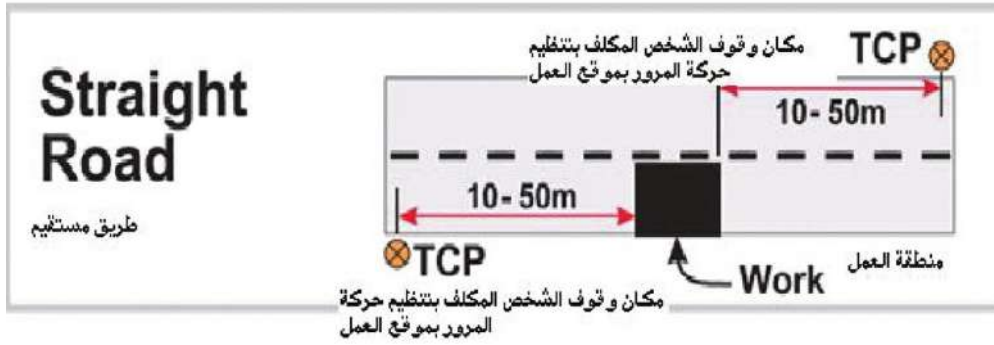 Straight
Road
طريق مستقيم
مكان وقوف الشخص المكلف بتنظيم
حركة المرور بموقع العمل
TCP
10- 50m
10- 50m
TCP
مكان وقوف الشخص المكلف بتنظيم حركة
المرور بموقع العمل
Work
منطقة العمل